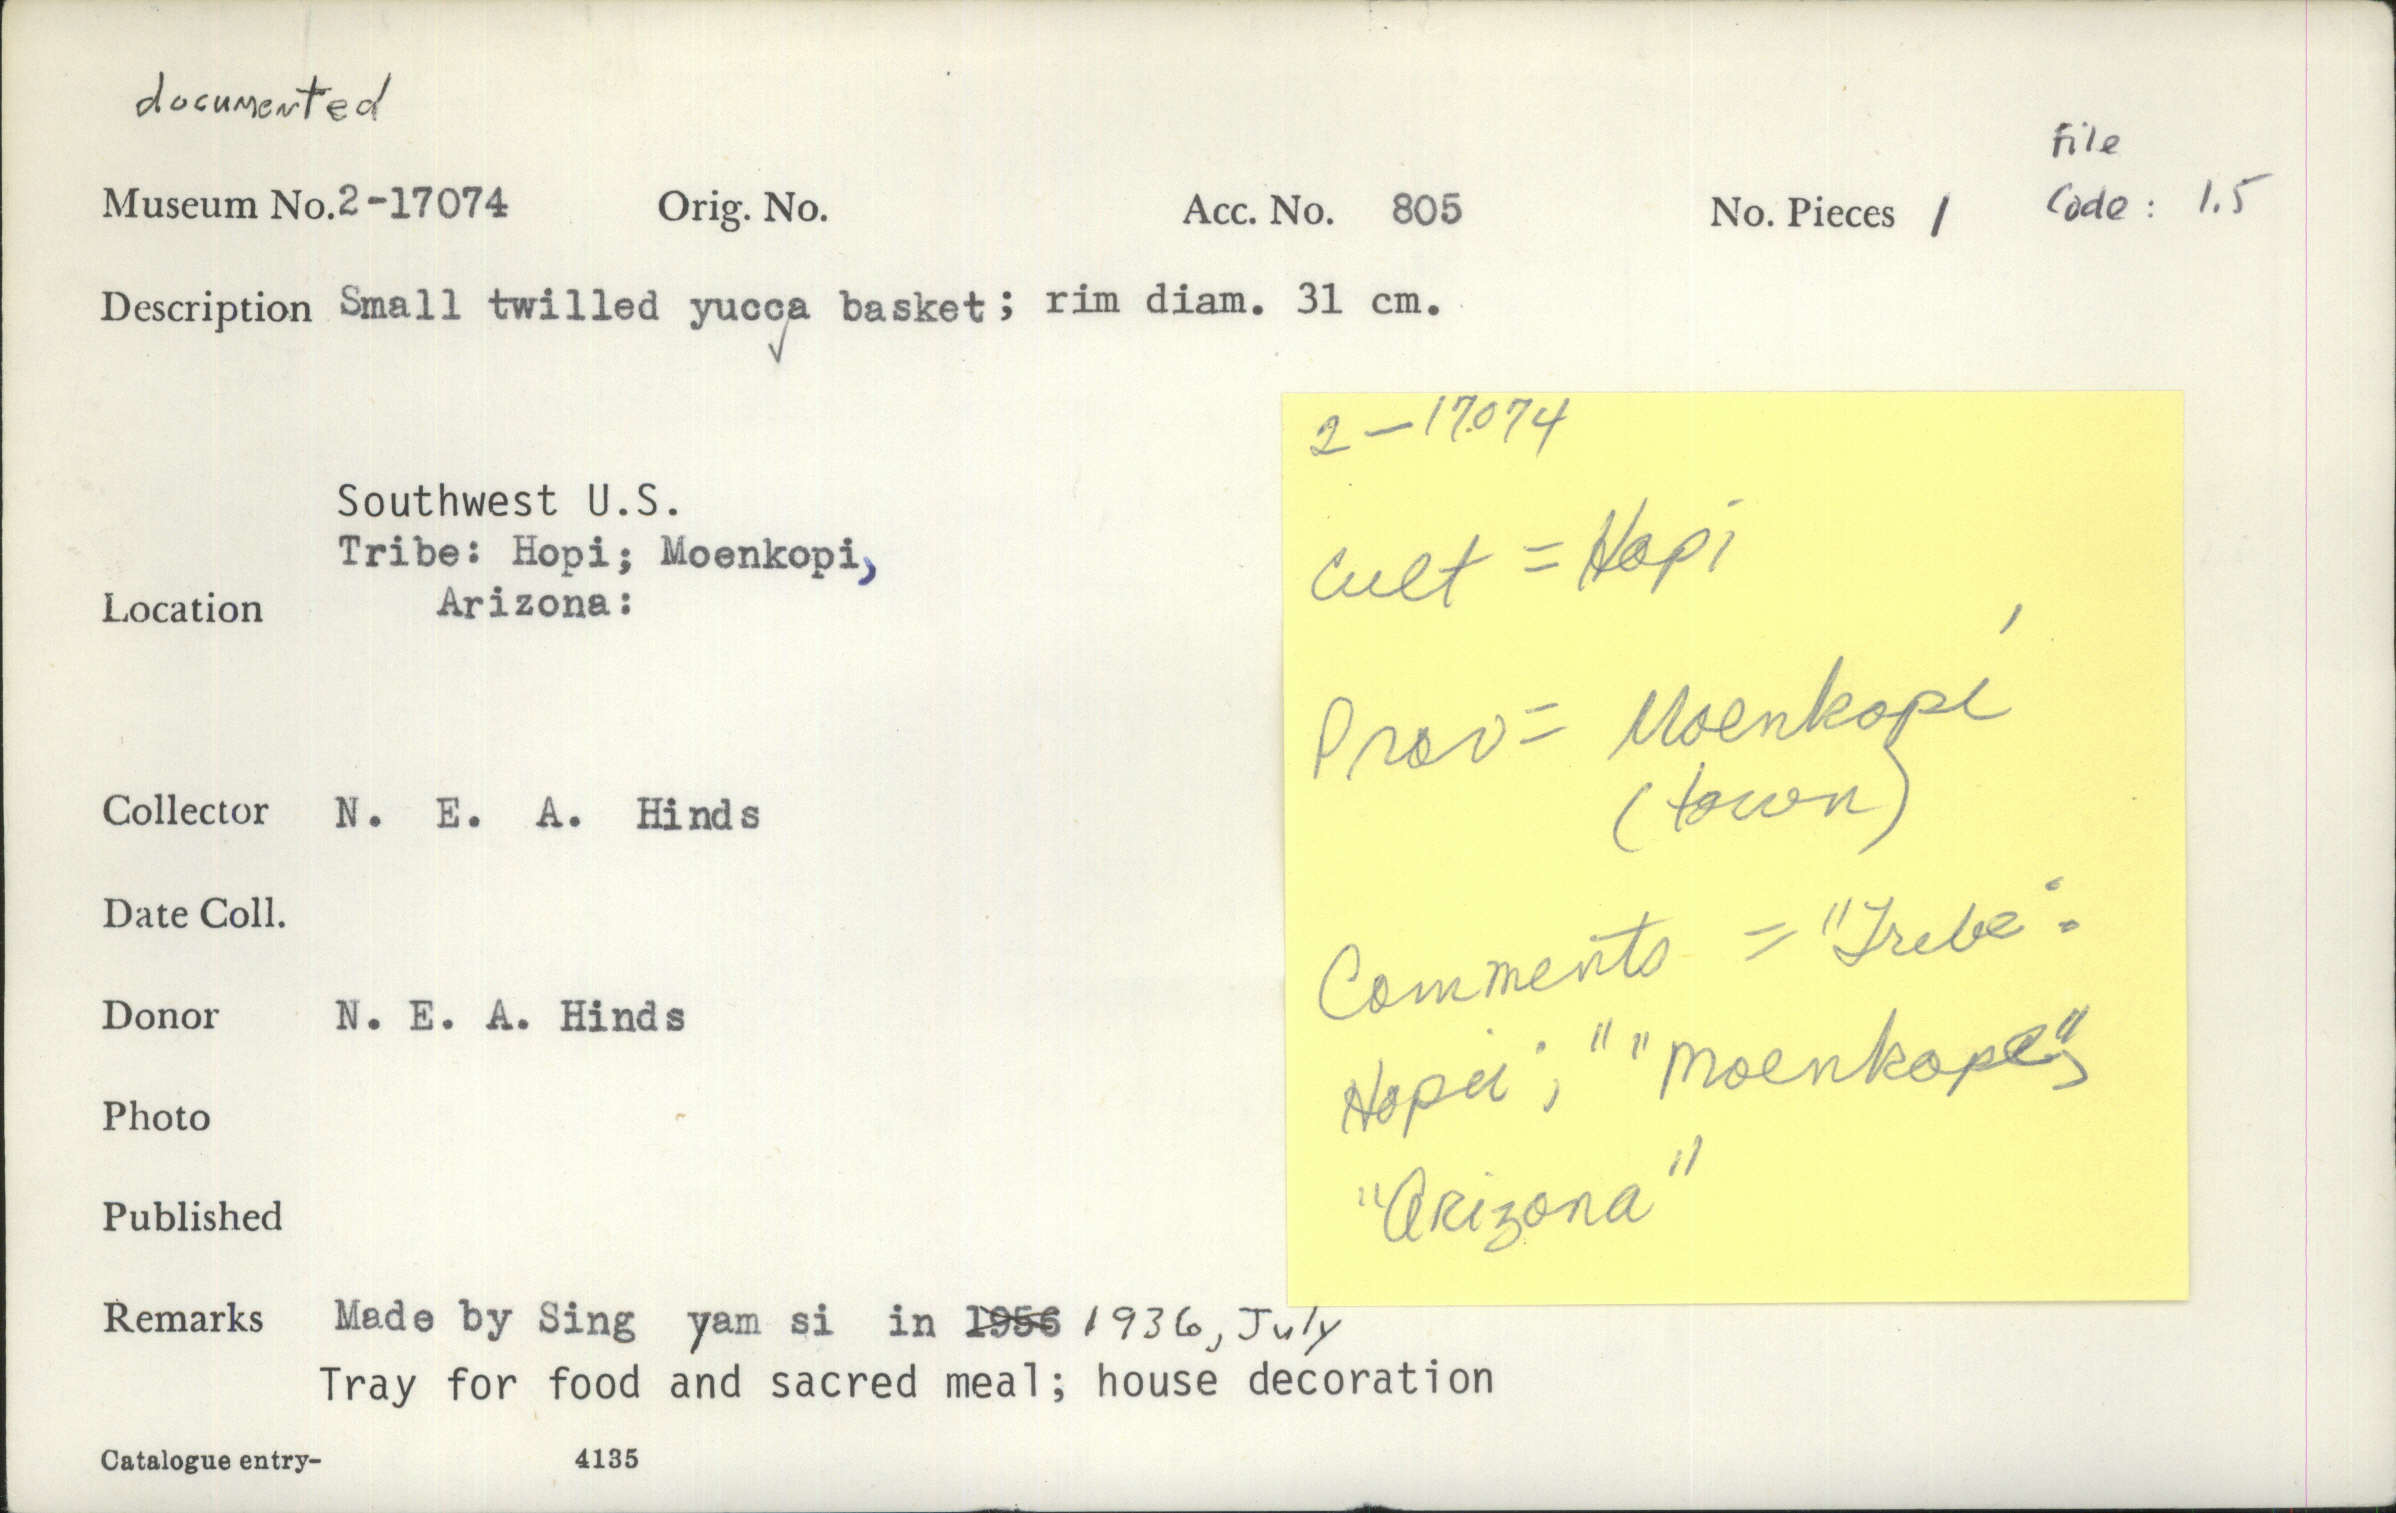 documented
File
Museum No. 2-17074 Orig. No. Acc. No. 805 No. Pieces 1 Code: 1.5
Description Small twilled yucca basket; rim diam. 31 cm.
Southwest U.S.
Tribe: Hopi; Moenkopi,
Location Arizona:
Collector N. E. A. Hinds
Date Coll.
Donor N. E. A. Hinds
Photo
Published
Remarks Made by Sing yam si in 1956 1936, July
Tray for food and sacred meal; house decoration
Catalogue entry- 4135
2-17074
Cult = Hopi
Prov = Moenkopi,
(town)
Comments = "Tribe:
Hopi; " "Moenkopi",
"Arizona"